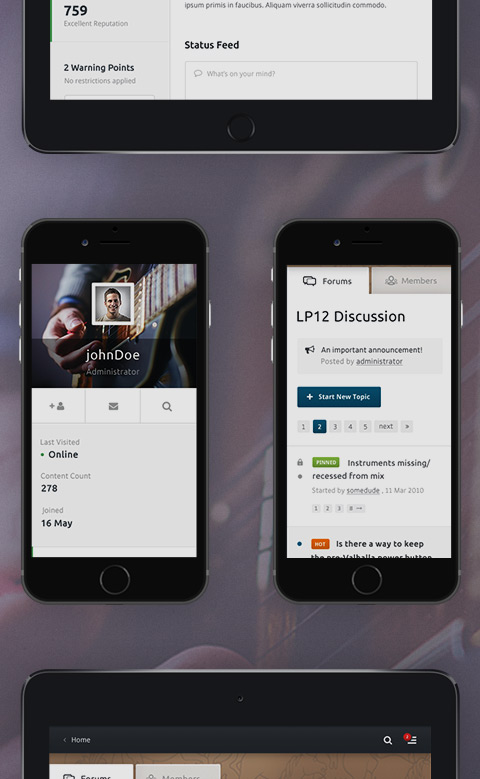 ipsum primis in faucibus. Aliquam viverra sollicitudin commodo.
759
Excellent Reputation
Status Feed
2 Warning Points
No restrictions applied
What's on your mind?
johnDoe
Administrator
Last Visited
• Online
Content Count
278
Joined
16 May
Forums
Members
LP12 Discussion
An important announcement!
Posted by administrator
+ Start New Topic
1 2 3 4 5 next »
PINNED Instruments missing/
recessed from mix
Started by somedude , 11 Mar 2010
1 2 3 8 →
HOT Is there a way to keep
the pre-Valhalla power button
‹ Home
1
Forums
Members